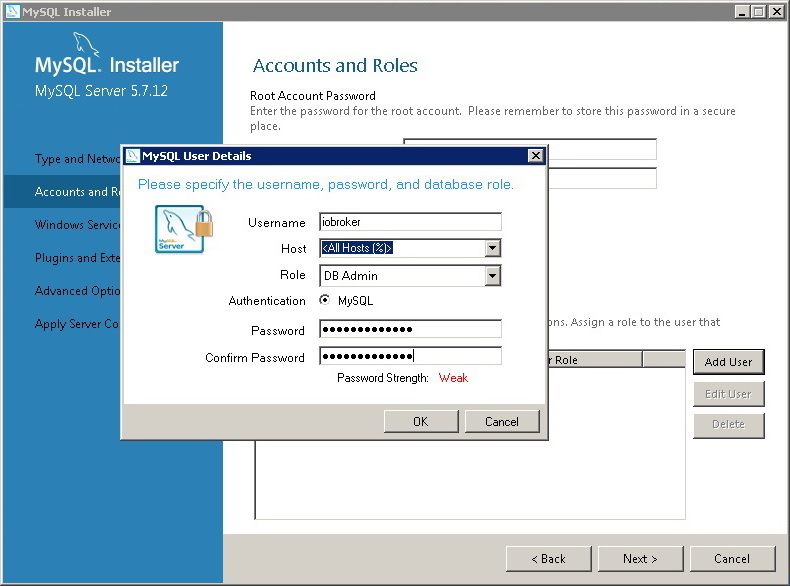 MySQL Installer
MySQL. Installer
MySQL Server 5.7.12
Accounts and Roles
Root Account Password
Enter the password for the root account. Please remember to store this password in a secure
place.
Type and Netwo
Accounts and R
Windows Servic
Plugins and Exte
Advanced Optio
Apply Server Co
MySQL User Details
Please specify the username, password, and database role.
MySQL
Server
Username iobroker
Host <All Hosts (%)>
Role DB Admin
Authentication MySQL
Password ●●●●●●●●●●●●●
Confirm Password ●●●●●●●●●●●●●
Password Strength: Weak
OK Cancel
ons. Assign a role to the user that
r Role
Add User
Edit User
Delete
< Back Next > Cancel